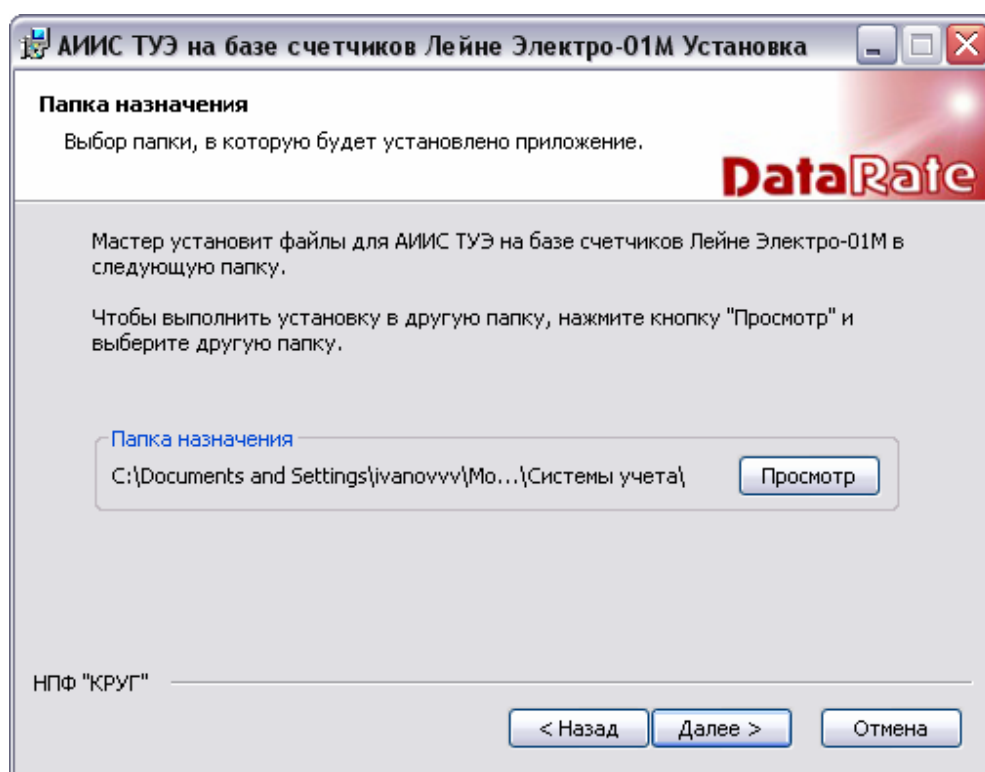 АИИС ТУЭ на базе счетчиков Лейне Электро-01М Установка
Папка назначения
Выбор папки, в которую будет установлено приложение.
DataRate
Мастер установит файлы для АИИС ТУЭ на базе счетчиков Лейне Электро-01М в
следующую папку.
Чтобы выполнить установку в другую папку, нажмите кнопку "Просмотр" и
выберите другую папку.
Папка назначения
C:\Documents and Settings\ivanovvv\Мо...\Системы учета\
Просмотр
НПФ "КРУГ"
< Назад
Далее >
Отмена